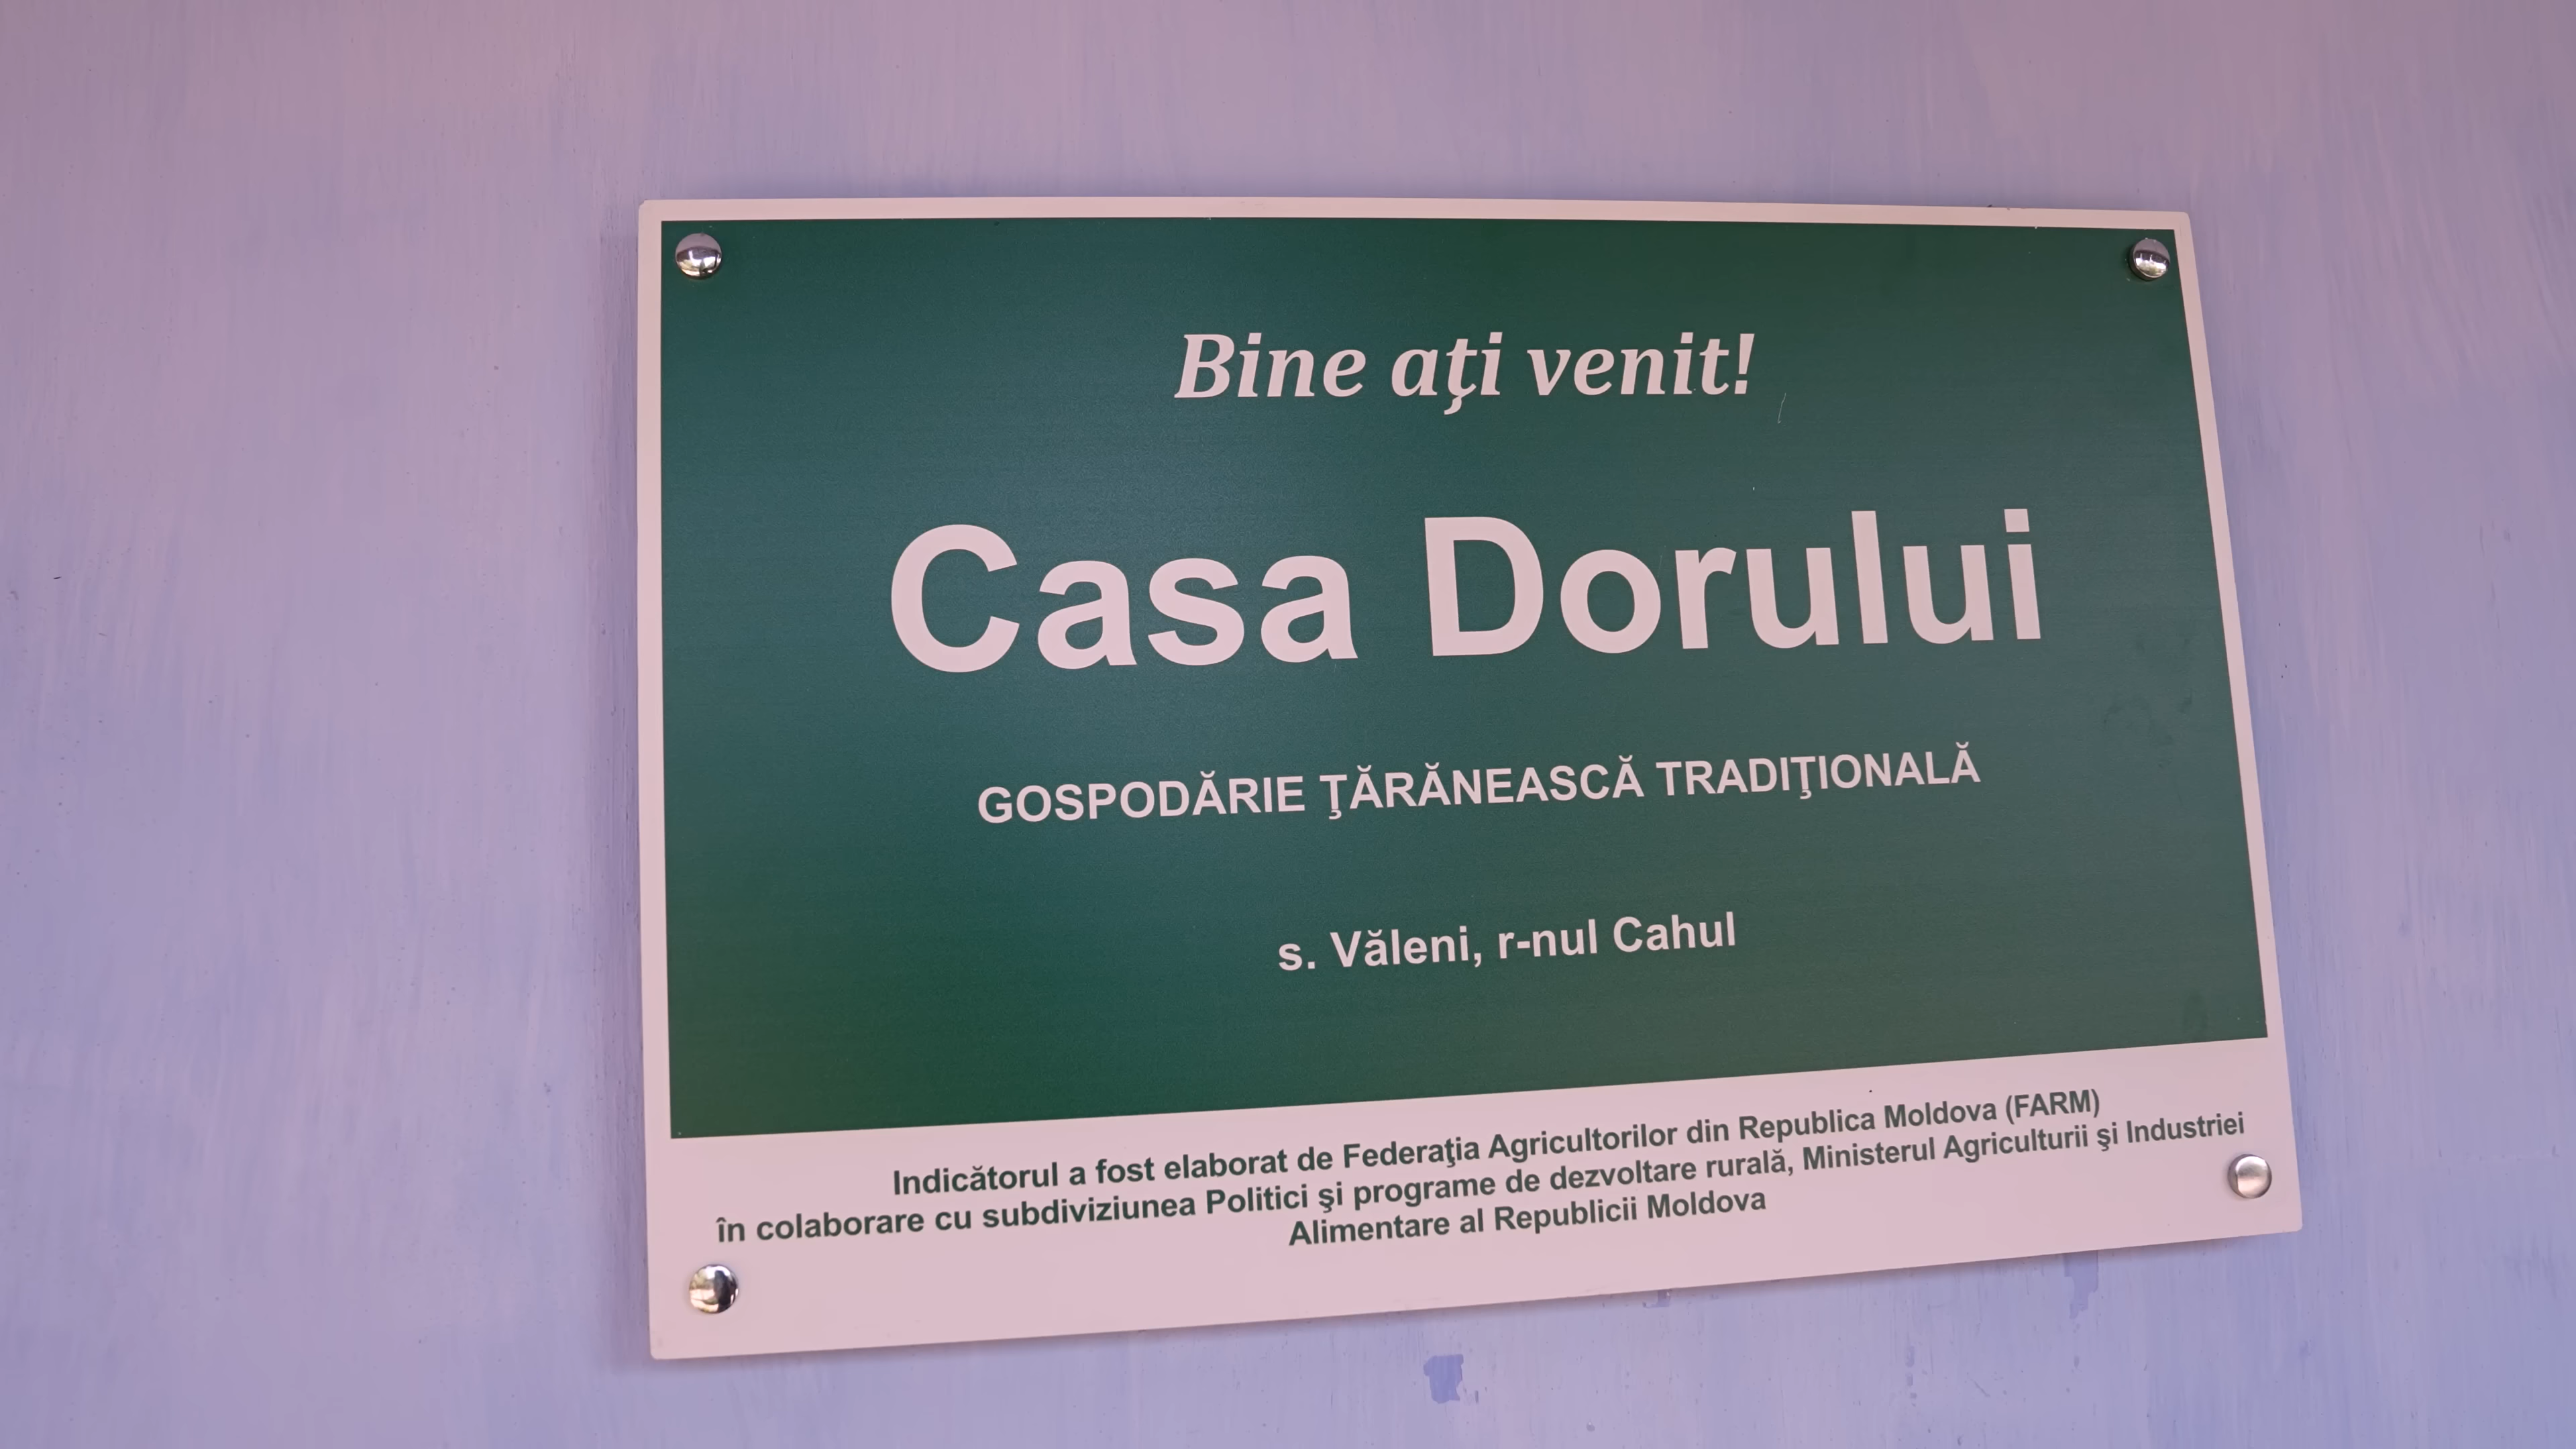 Bine aţi venit!
Casa Dorului
GOSPODĂRIE ŢĂRĂNEASCĂ TRADIŢIONALĂ
s. Văleni, r-nul Cahul
Indicătorul a fost elaborat de Federaţia Agricultorilor din Republica Moldova (FARM)
în colaborare cu subdiviziunea Politici şi programe de dezvoltare rurală, Ministerul Agriculturii şi Industriei
Alimentare al Republicii Moldova